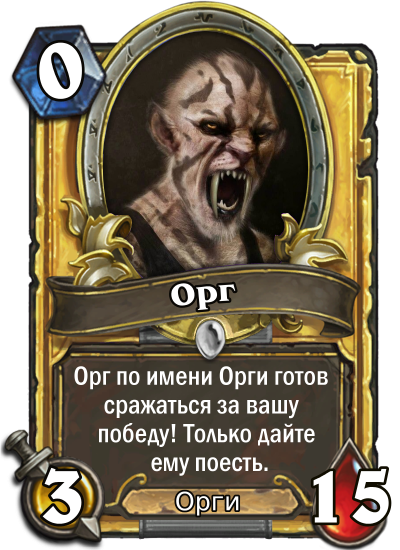 0
Орг
Орг по имени Орги готов
сражаться за вашу
победу! Только дайте
ему поесть.
3
Орги
15